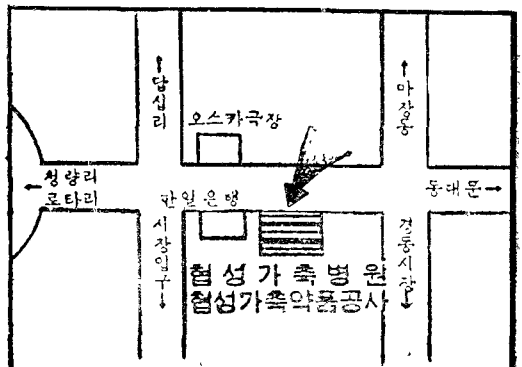 ←
답십리
오스카극장
←
마장동
청량리
←
로타리
한일은행
동대문→
시장입구→
경동시장→
협성가축병원
협성가축약품공사